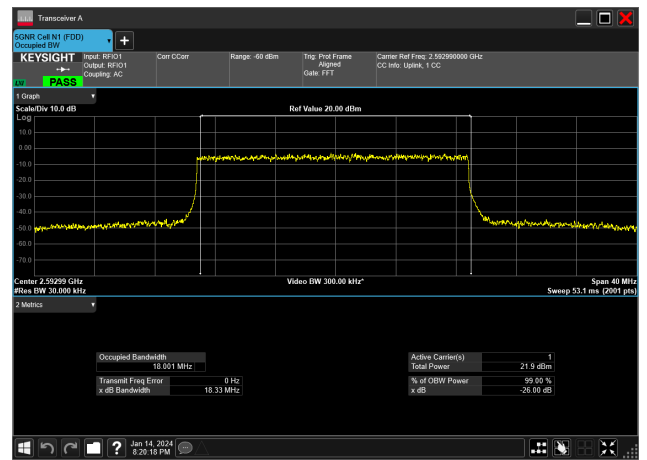 Transceiver A
5GNR Cell N1 (FDD)
Occupied BW
KEYSIGHT
PASS
Input: RFIO1
Output: RFIO1
Coupling: AC
Corr CCorr
Range: -60 dBm
Trig: Prot Frame
Aligned
Gate: FFT
Carrier Ref Freq: 2.592990000 GHz
CC Info: Uplink, 1 CC
1 Graph
Scale/Div 10.0 dB
Ref Value 20.00 dBm
Log
10.0
0.00
-10.0
-20.0
-30.0
-40.0
-50.0
-60.0
-70.0
Center 2.59299 GHz
#Res BW 30.000 kHz
Video BW 300.00 kHz*
Span 40 MHz
Sweep 53.1 ms (2001 pts)
2 Metrics
Occupied Bandwidth
18.001 MHz
Transmit Freq Error 0 Hz
x dB Bandwidth 18.33 MHz
Active Carrier(s) 1
Total Power 21.9 dBm
% of OBW Power 99.00 %
x dB -26.00 dB
Jan 14, 2024
8:20:18 PM